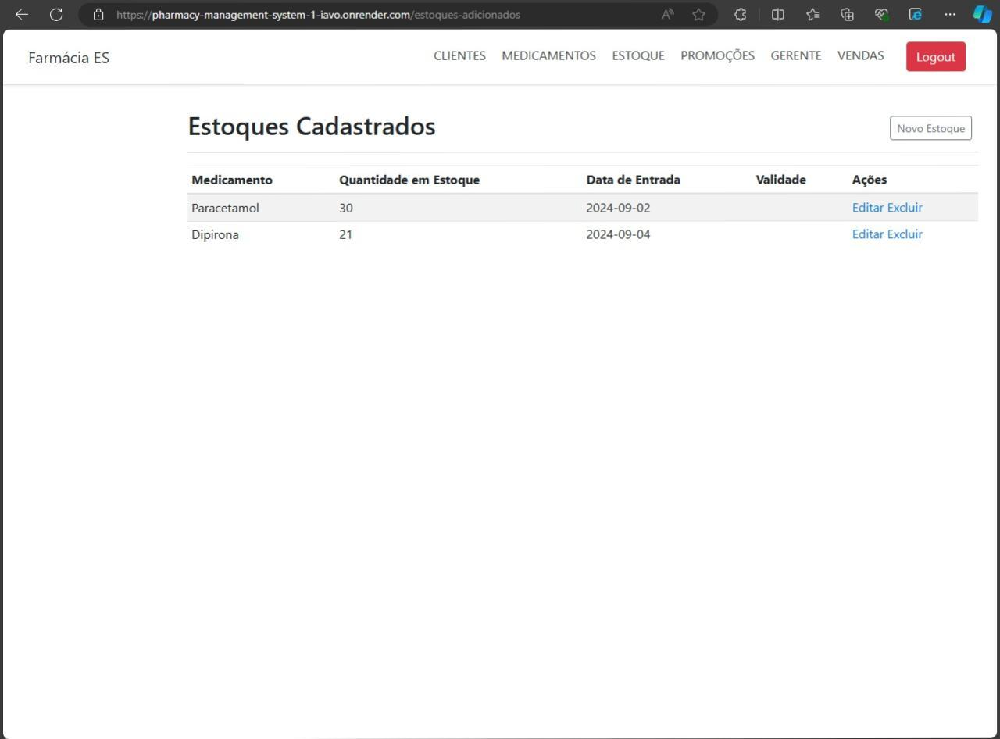 https://pharmacy-management-system-1-iavo.onrender.com/estoques-adicionados
Farmácia ES CLIENTES MEDICAMENTOS ESTOQUE PROMOÇÕES GERENTE VENDAS Logout
Estoques Cadastrados Novo Estoque
Medicamento Quantidade em Estoque Data de Entrada Validade Ações
Paracetamol 30 2024-09-02 Editar Excluir
Dipirona 21 2024-09-04 Editar Excluir